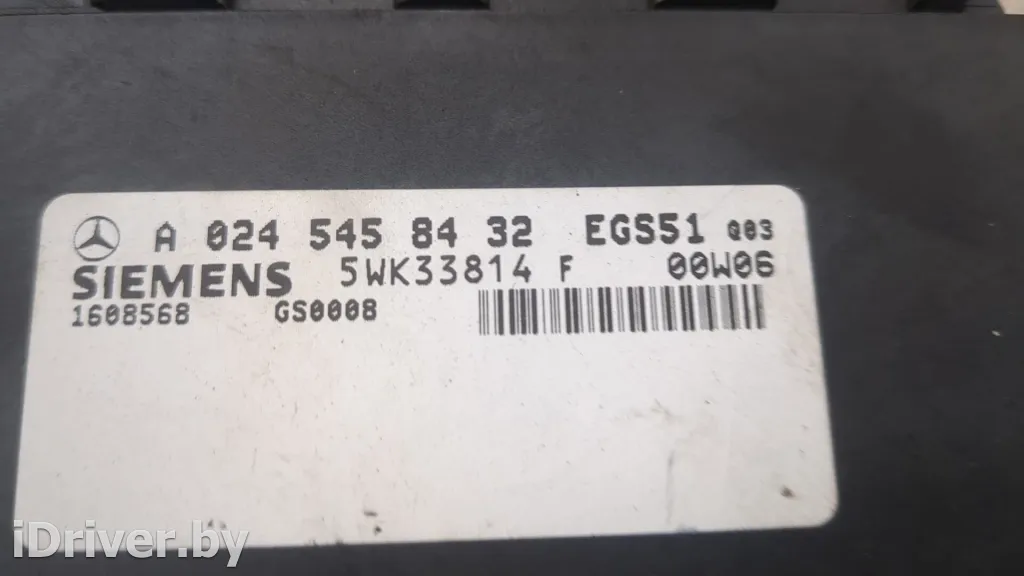 A 024 545 84 32 EGS51 Q03
SIEMENS 5WK33814 F 00W06
1608568 GS0008
iDriver.by